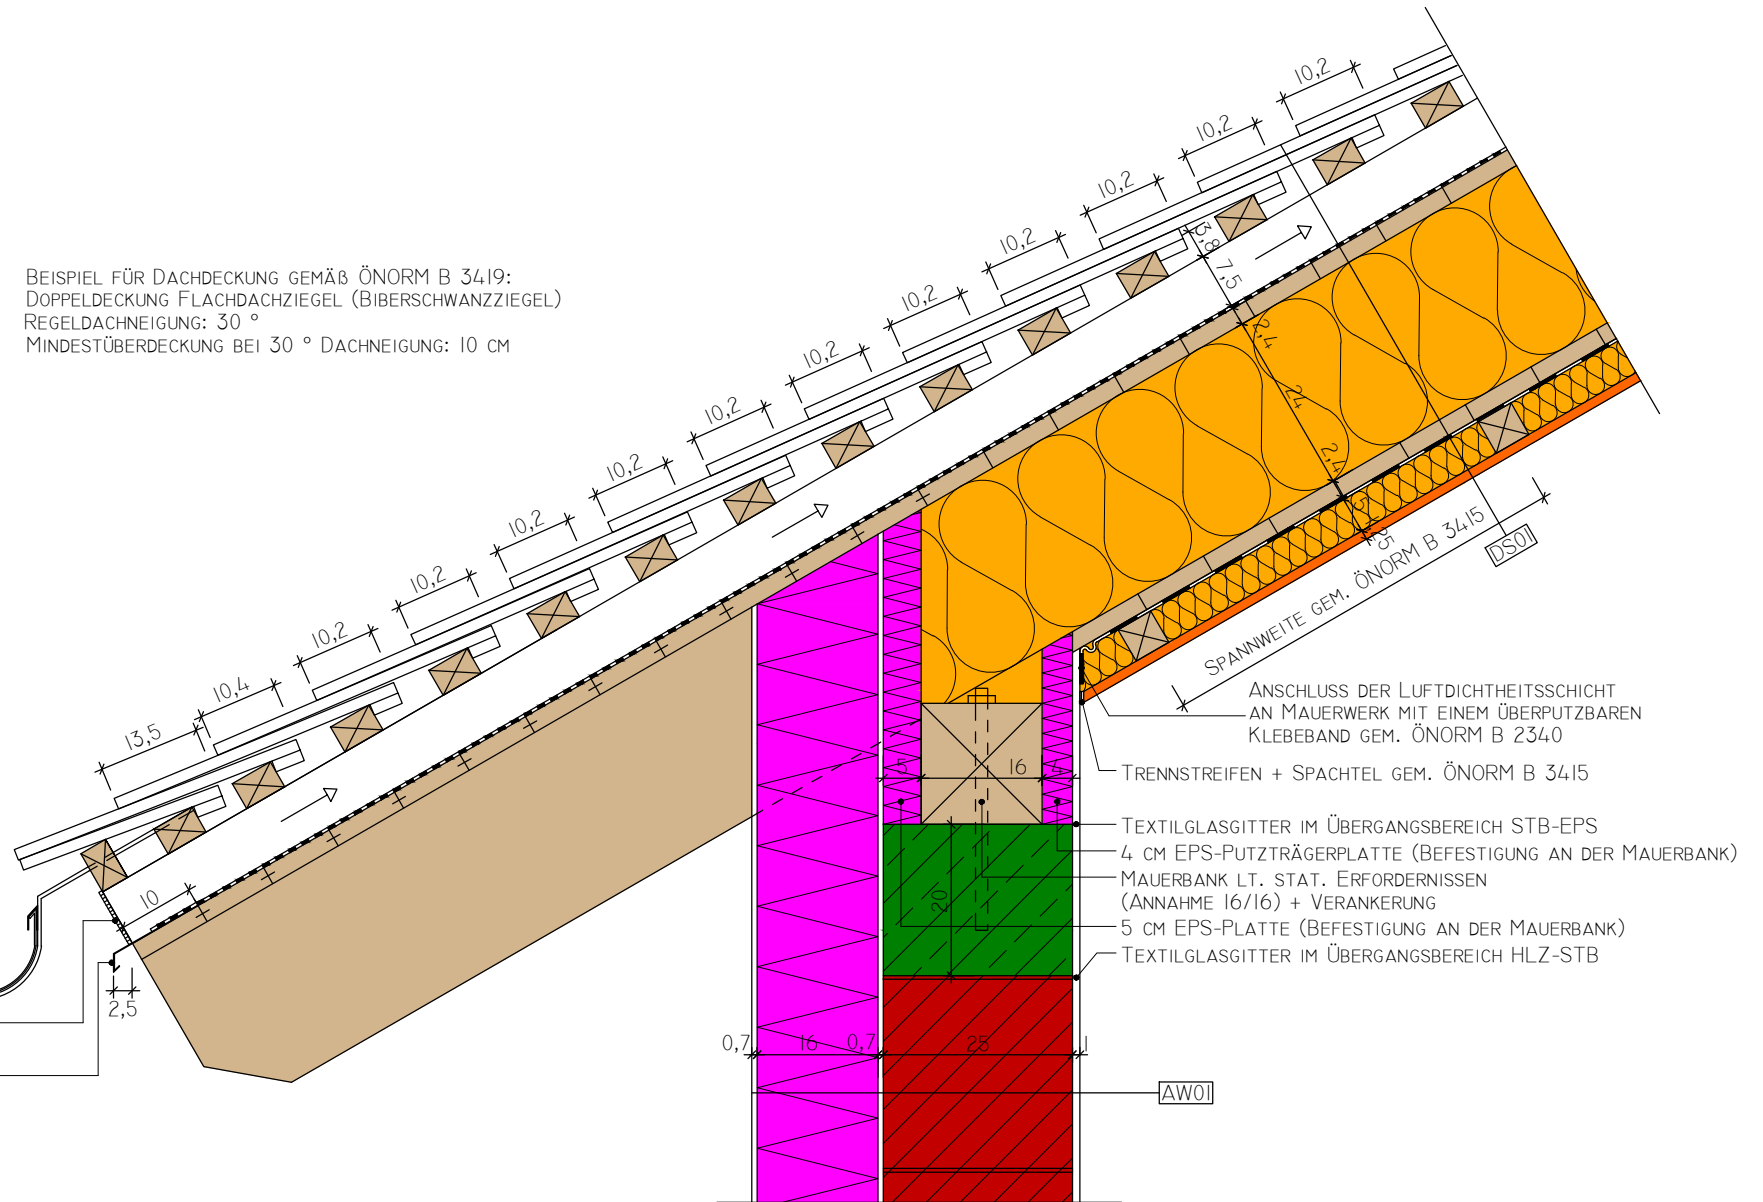 10,2
10,2
10,2
10,2
10,2
10,2
10,2
10,2
10,2
10,2
10,2
10,4
13,5
BEISPIEL FÜR DACHDECKUNG GEMÄß ÖNORM B 3419:
DOPPELDECKUNG FLACHDACHZIEGEL (BIBERSCHWANZZIEGEL)
REGELDACHNEIGUNG: 30 °
MINDESTÜBERDECKUNG BEI 30 ° DACHNEIGUNG: 10 CM
3,8
7,5
2,4
24
2,4
5
SPANNWEITE GEM. ÖNORM B 3415
DS01
ANSCHLUSS DER LUFTDICHTHEITSSCHICHT
AN MAUERWERK MIT EINEM ÜBERPUTZBAREN
KLEBEBAND GEM. ÖNORM B 2340
TRENNSTREIFEN + SPACHTEL GEM. ÖNORM B 3415
5
16
4
TEXTILGLASGITTER IM ÜBERGANGSBEREICH STB-EPS
4 CM EPS-PUTZTRÄGERPLATTE (BEFESTIGUNG AN DER MAUERBANK)
MAUERBANK LT. STAT. ERFORDERNISSEN
(ANNAHME 16/16) + VERANKERUNG
5 CM EPS-PLATTE (BEFESTIGUNG AN DER MAUERBANK)
TEXTILGLASGITTER IM ÜBERGANGSBEREICH HLZ-STB
20
10
2,5
0,7
16
0,7
25
1
AW01